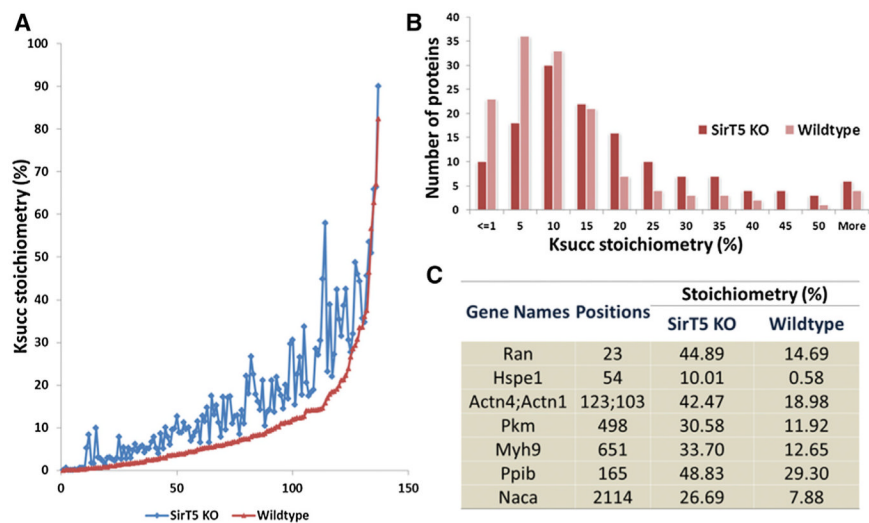 A
Ksucc stoichiometry (%)
100
90
80
70
60
50
40
30
20
10
0
0 50 100 150
SirT5 KO Wildtype
B
Number of proteins
40
35
30
25
20
15
10
5
0
SirT5 KO Wildtype
<=1 5 10 15 20 25 30 35 40 45 50 More
Ksucc stoichiometry (%)
C
Gene Names Positions Stoichiometry (%)
SirT5 KO Wildtype
Ran 23 44.89 14.69
Hspe1 54 10.01 0.58
Actn4;Actn1 123;103 42.47 18.98
Pkm 498 30.58 11.92
Myh9 651 33.70 12.65
Ppib 165 48.83 29.30
Naca 2114 26.69 7.88